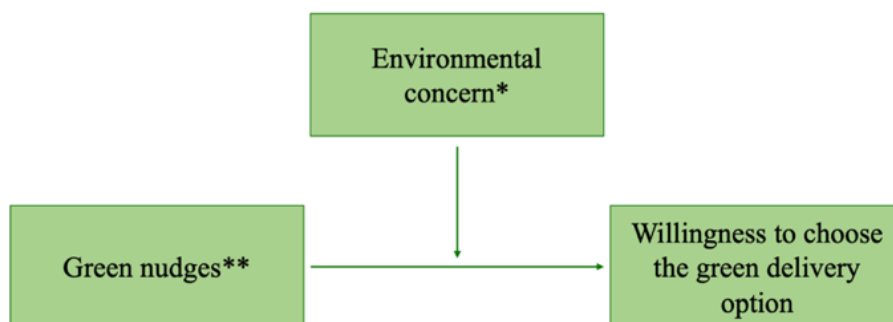 Environmental
concern*
Green nudges**
Willingness to choose
the green delivery
option